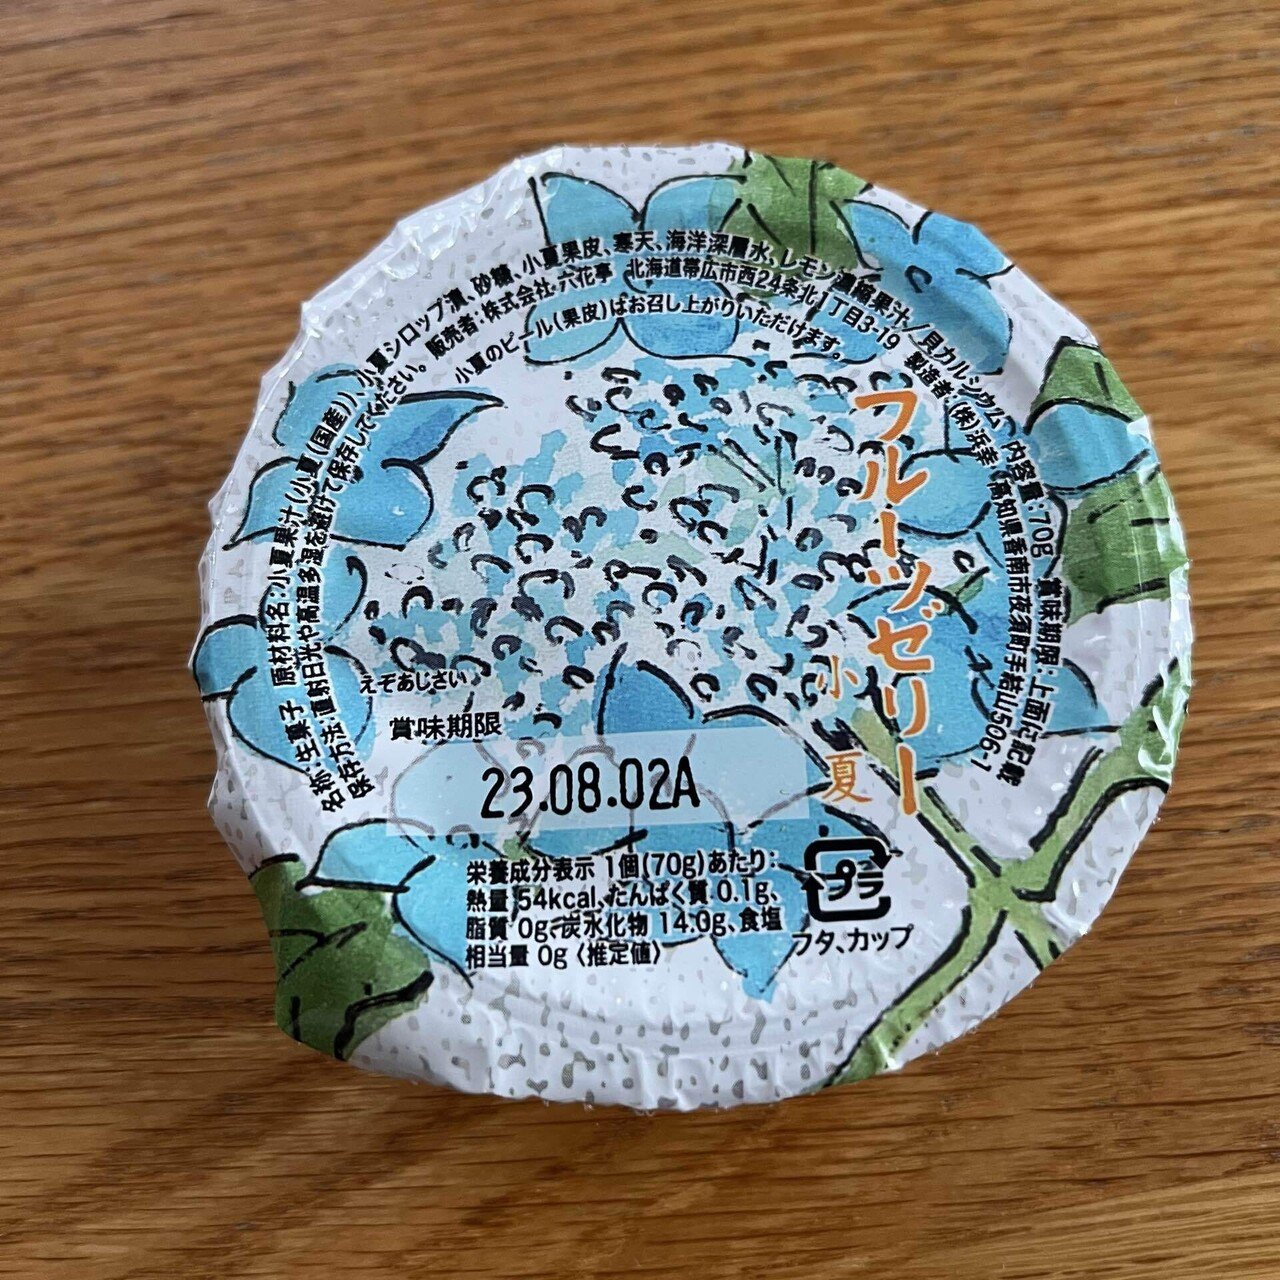 名称:生菓子 原材料名:小夏果汁(小夏(国産))、小夏シロップ漬、砂糖、小夏果皮、寒天、海洋深層水、レモン濃縮果汁/貝カルシウム 内容量:70g 賞味期限:上面に記載
保存方法:直射日光や高温多湿を避けて保存してください。 販売者:株式会社 六花亭 北海道帯広市西24条北1丁目3-19 製造者:(株)浜幸 高知県香南市夜須町手結山506-1
小夏のピール(果皮)はお召し上がりいただけます。
フルーツゼリー
小夏
えぞあじさい
賞味期限
23.08.02A
栄養成分表示 1個(70g)あたり:
熱量 54kcal、たんぱく質 0.1g、
脂質 0g、炭水化物 14.0g、食塩
相当量 0g〈推定値〉
プラ
フタ、カップ